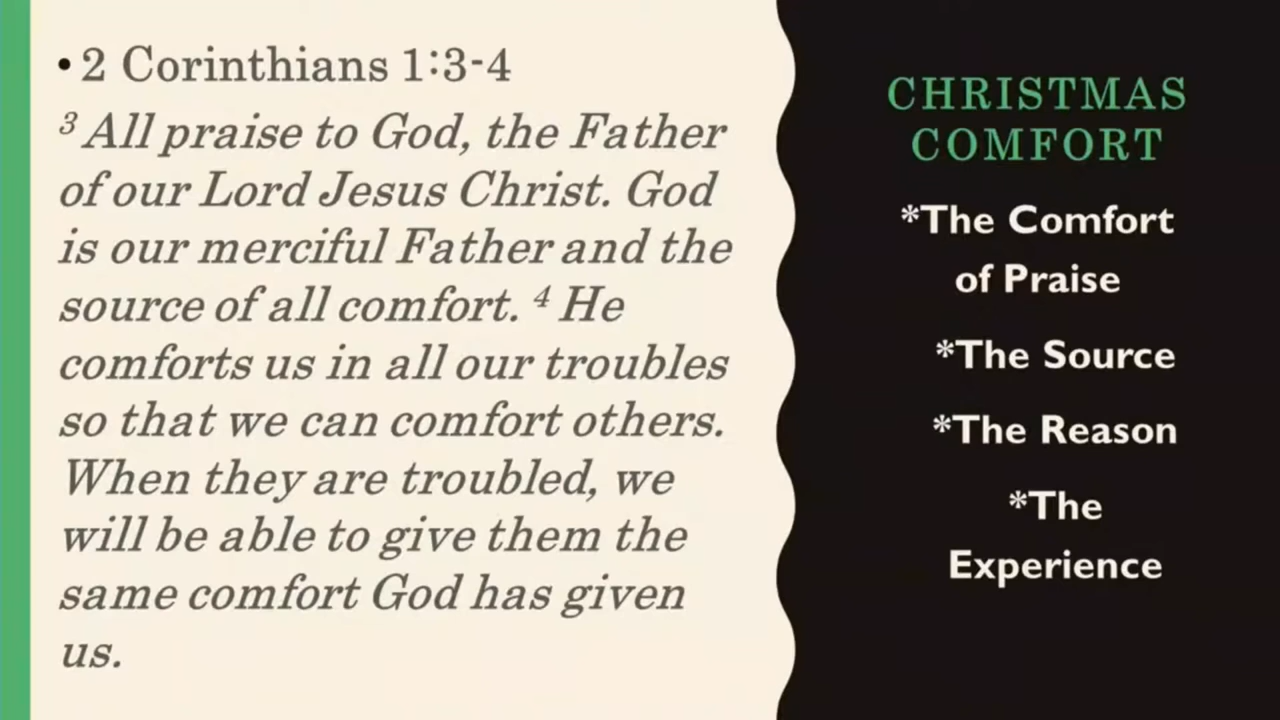 • 2 Corinthians 1:3-4
³ All praise to God, the Father
of our Lord Jesus Christ. God
is our merciful Father and the
source of all comfort. ⁴ He
comforts us in all our troubles
so that we can comfort others.
When they are troubled, we
will be able to give them the
same comfort God has given
us.
CHRISTMAS
COMFORT
*The Comfort
of Praise
*The Source
*The Reason
*The
Experience